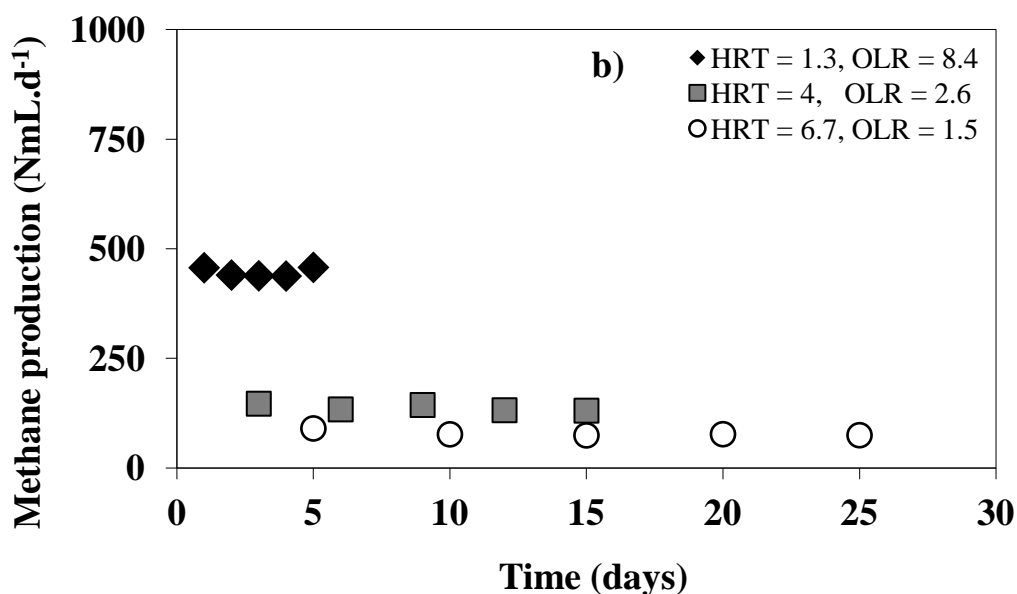 1000
750
500
250
0
Methane production (NmL.d-1)
b)
HRT = 1.3, OLR = 8.4
HRT = 4, OLR = 2.6
HRT = 6.7, OLR = 1.5
0 5 10 15 20 25 30
Time (days)